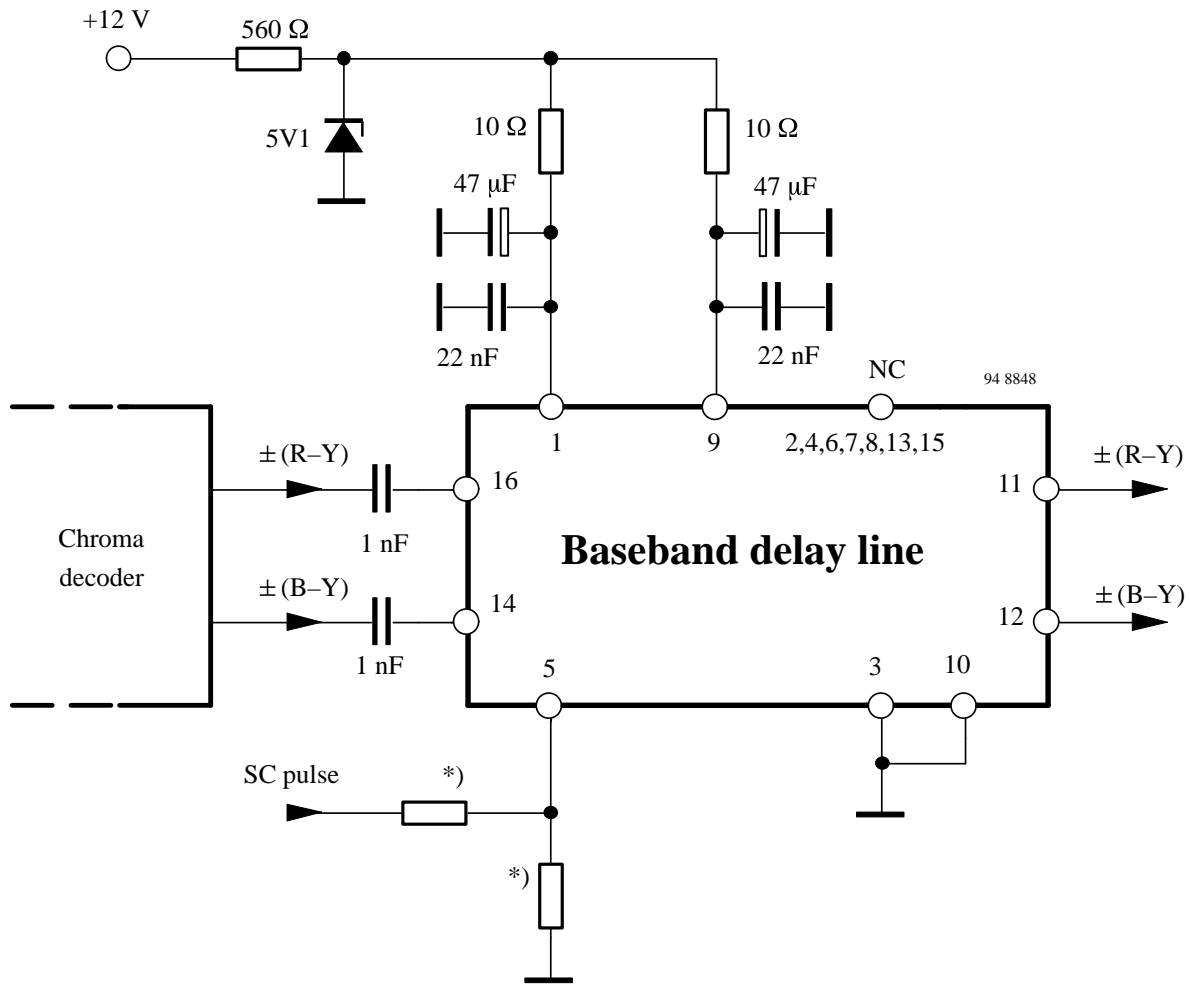 +12 V
560 Ω
5V1
10 Ω
10 Ω
47 μF
47 μF
22 nF
22 nF
NC
94 8848
1
9
2,4,6,7,8,13,15
± (R–Y)
16
11
± (R–Y)
1 nF
Chroma
decoder
Baseband delay line
± (B–Y)
14
12
± (B–Y)
1 nF
5
3
10
SC pulse
*)
*)